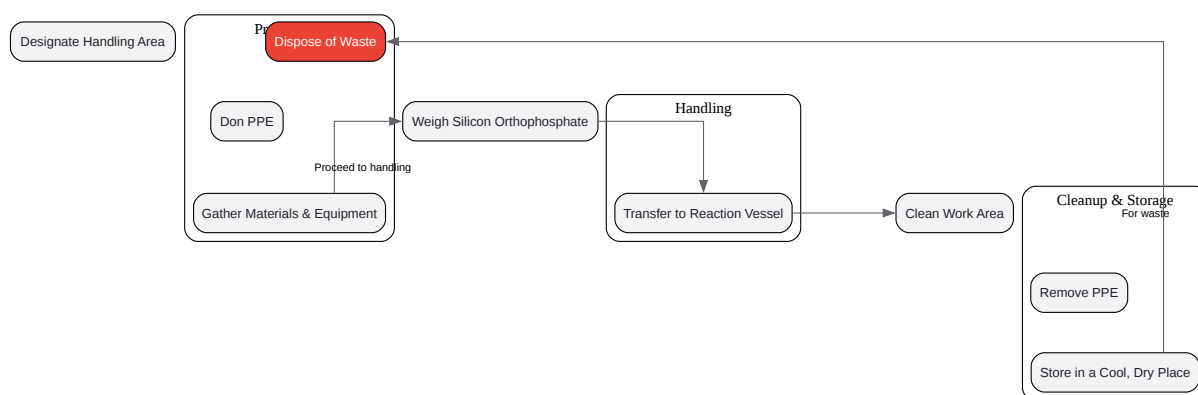 Designate Handling Area
Dispose of Waste
Don PPE
Weigh Silicon Orthophosphate
Handling
Proceed to handling
Gather Materials & Equipment
Transfer to Reaction Vessel
Clean Work Area
Cleanup & Storage
For waste
Remove PPE
Store in a Cool, Dry Place